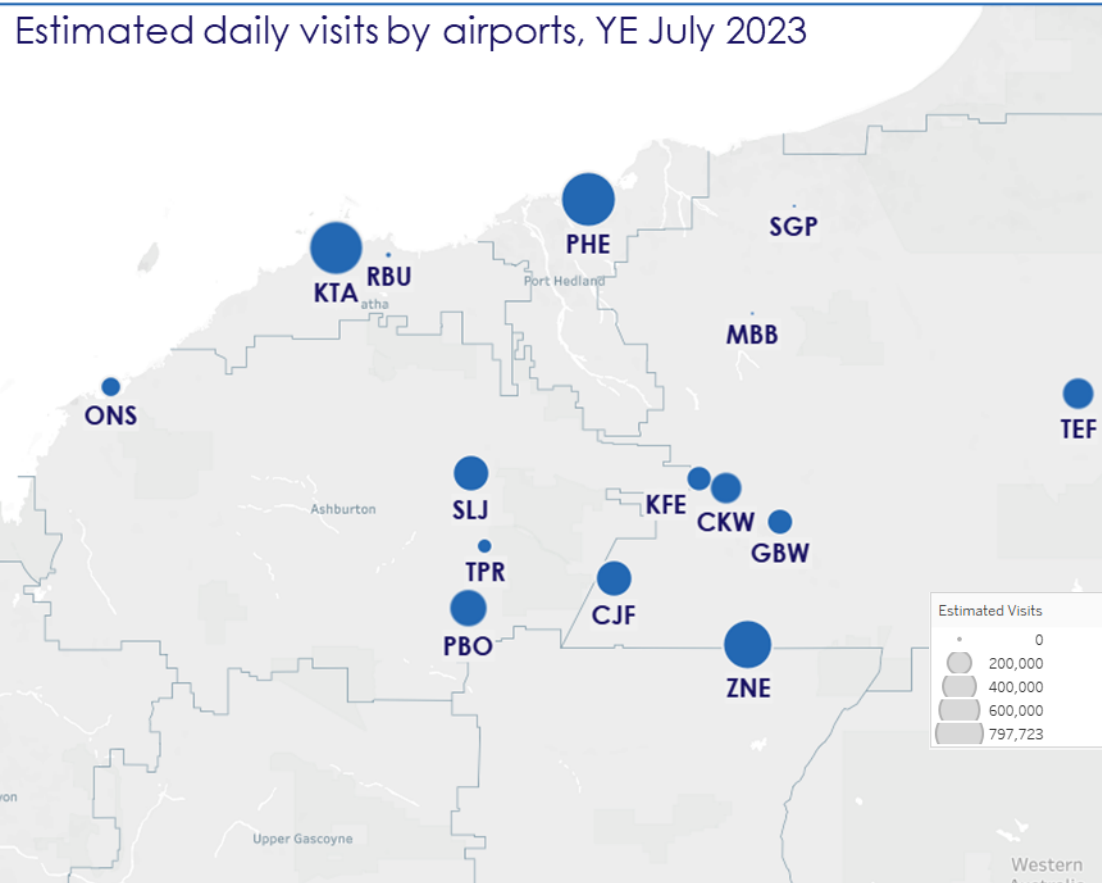 Estimated daily visits by airports, YE July 2023
SGP
PHE
RBU
KTA
atha
Port Hedland
MBB
ONS
TEF
SLJ
Ashburton
KFE
CKW
GBW
TPR
CJF
PBO
ZNE
Estimated Visits
0
200,000
400,000
600,000
797,723
von
Upper Gascoyne
Western
Australia